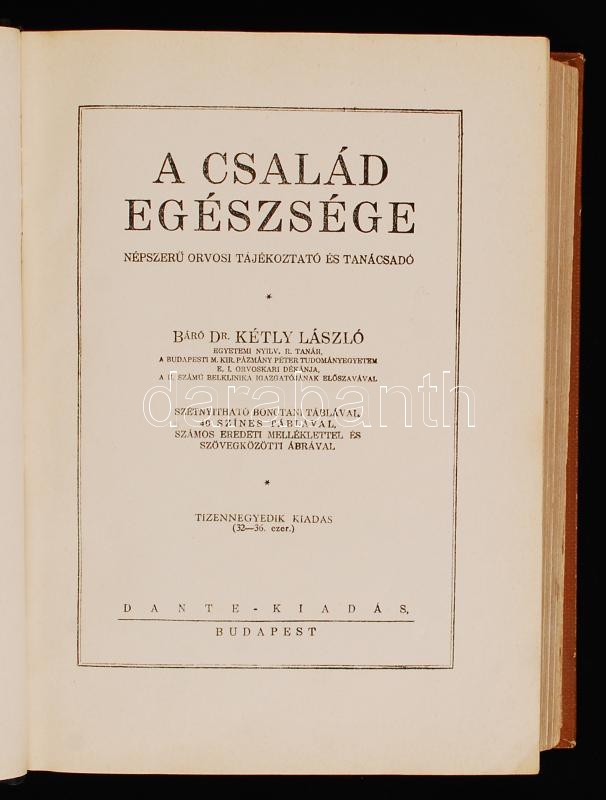 A CSALÁD
EGÉSZSÉGE
NÉPSZERŰ ORVOSI TÁJÉKOZTATÓ ÉS TANÁCSADÓ
*
BÁRÓ DR. KÉTLY LÁSZLÓ
EGYETEMI NYILV. R. TANÁR,
A BUDAPESTI M. KIR. PÁZMÁNY PÉTER TUDOMÁNYEGYETEM
E. I. ORVOSKARI DÉKÁNJA,
A II. SZÁMÚ BELKLINIKA IGAZGATÓJÁNAK ELŐSZAVÁVAL
darabanth
SZÉTNYITHATÓ BONCTANI TÁBLÁVAL,
40 SZÍNES TÁBLÁVAL,
SZÁMOS EREDETI MELLÉKLETTEL ÉS
SZÖVEGKÖZÖTTI ÁBRÁVAL
*
TIZENNEGYEDIK KIADÁS
(32—36. ezer.)
DANTE-KIADÁS,
BUDAPEST